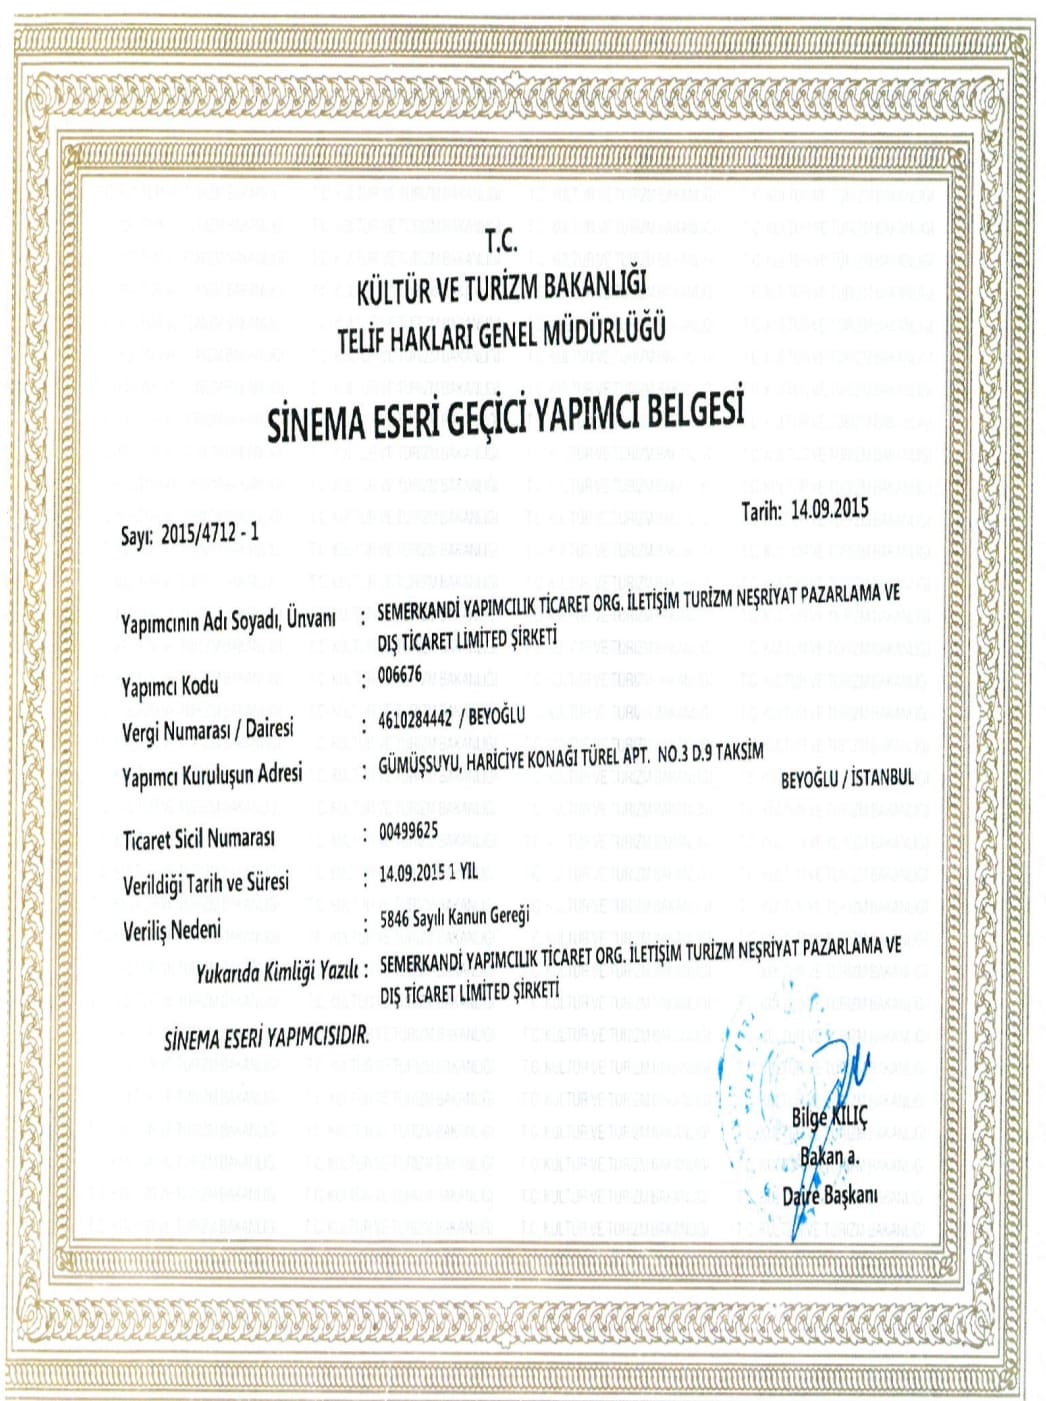 T.C.
KÜLTÜR VE TURİZM BAKANLIĞI
TELİF HAKLARI GENEL MÜDÜRLÜĞÜ
SİNEMA ESERİ GEÇİCİ YAPIMCI BELGESİ
Sayı: 2015/4712 - 1
Tarih: 14.09.2015
Yapımcının Adı Soyadı, Ünvanı : SEMERKANDİ YAPIMCILIK TİCARET ORG. İLETİŞİM TURİZM NEŞRİYAT PAZARLAMA VE
DIŞ TİCARET LİMİTED ŞİRKETİ
Yapımcı Kodu : 006676
Vergi Numarası / Dairesi : 4610284442 / BEYOĞLU
Yapımcı Kuruluşun Adresi : GÜMÜŞSUYU, HARİCİYE KONAĞI TÜREL APT. NO.3 D.9 TAKSİM
BEYOĞLU / İSTANBUL
Ticaret Sicil Numarası : 00499625
Verildiği Tarih ve Süresi : 14.09.2015 1 YIL
Veriliş Nedeni : 5846 Sayılı Kanun Gereği
Yukarıda Kimliği Yazılı : SEMERKANDİ YAPIMCILIK TİCARET ORG. İLETİŞİM TURİZM NEŞRİYAT PAZARLAMA VE
DIŞ TİCARET LİMİTED ŞİRKETİ
SİNEMA ESERİ YAPIMCISIDIR.
Bilge KILIÇ
Bakan a.
Daire Başkanı